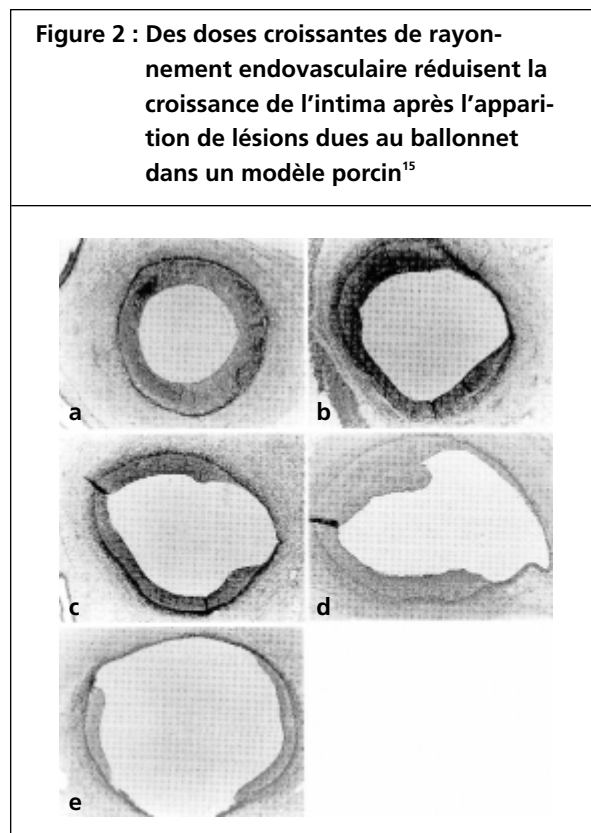 Figure 2 : Des doses croissantes de rayon-
nement endovasculaire réduisent la
croissance de l'intima après l'appari-
tion de lésions dues au ballonnet
dans un modèle porcin¹⁵
a
b
c
d
e